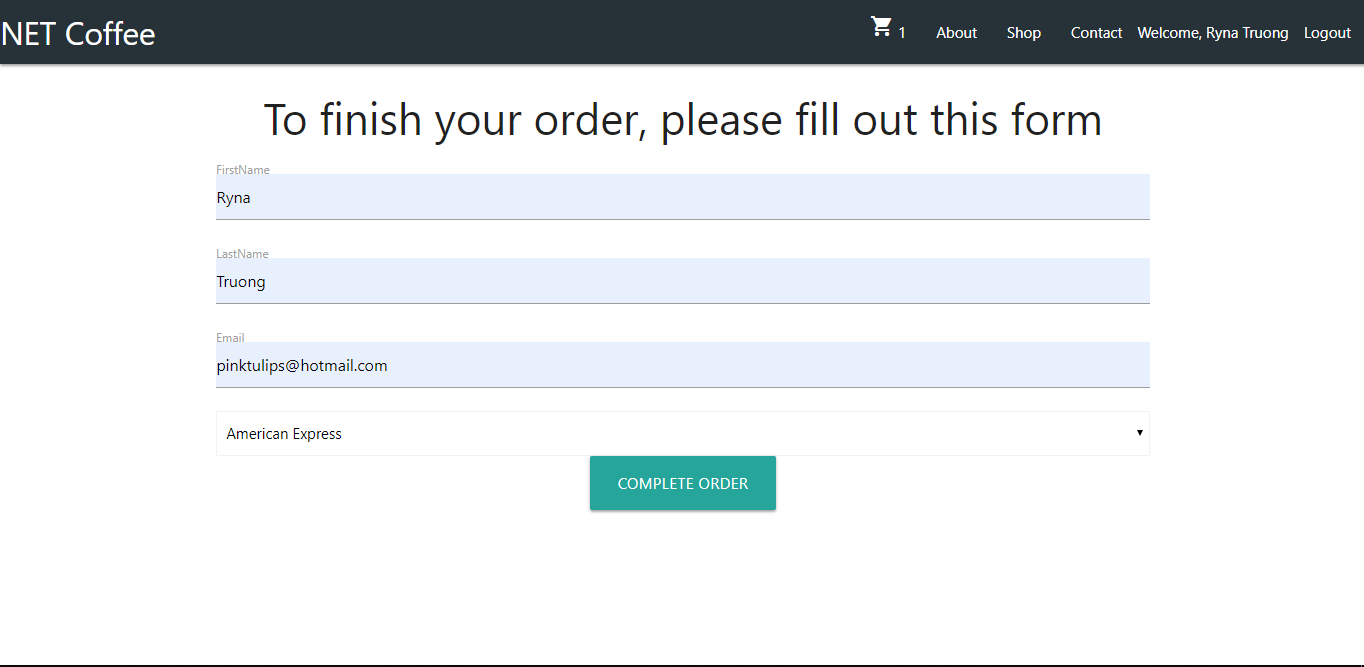 NET Coffee
1 About Shop Contact Welcome, Ryna Truong Logout
To finish your order, please fill out this form
FirstName
Ryna
LastName
Truong
Email
pinktulips@hotmail.com
American Express
COMPLETE ORDER